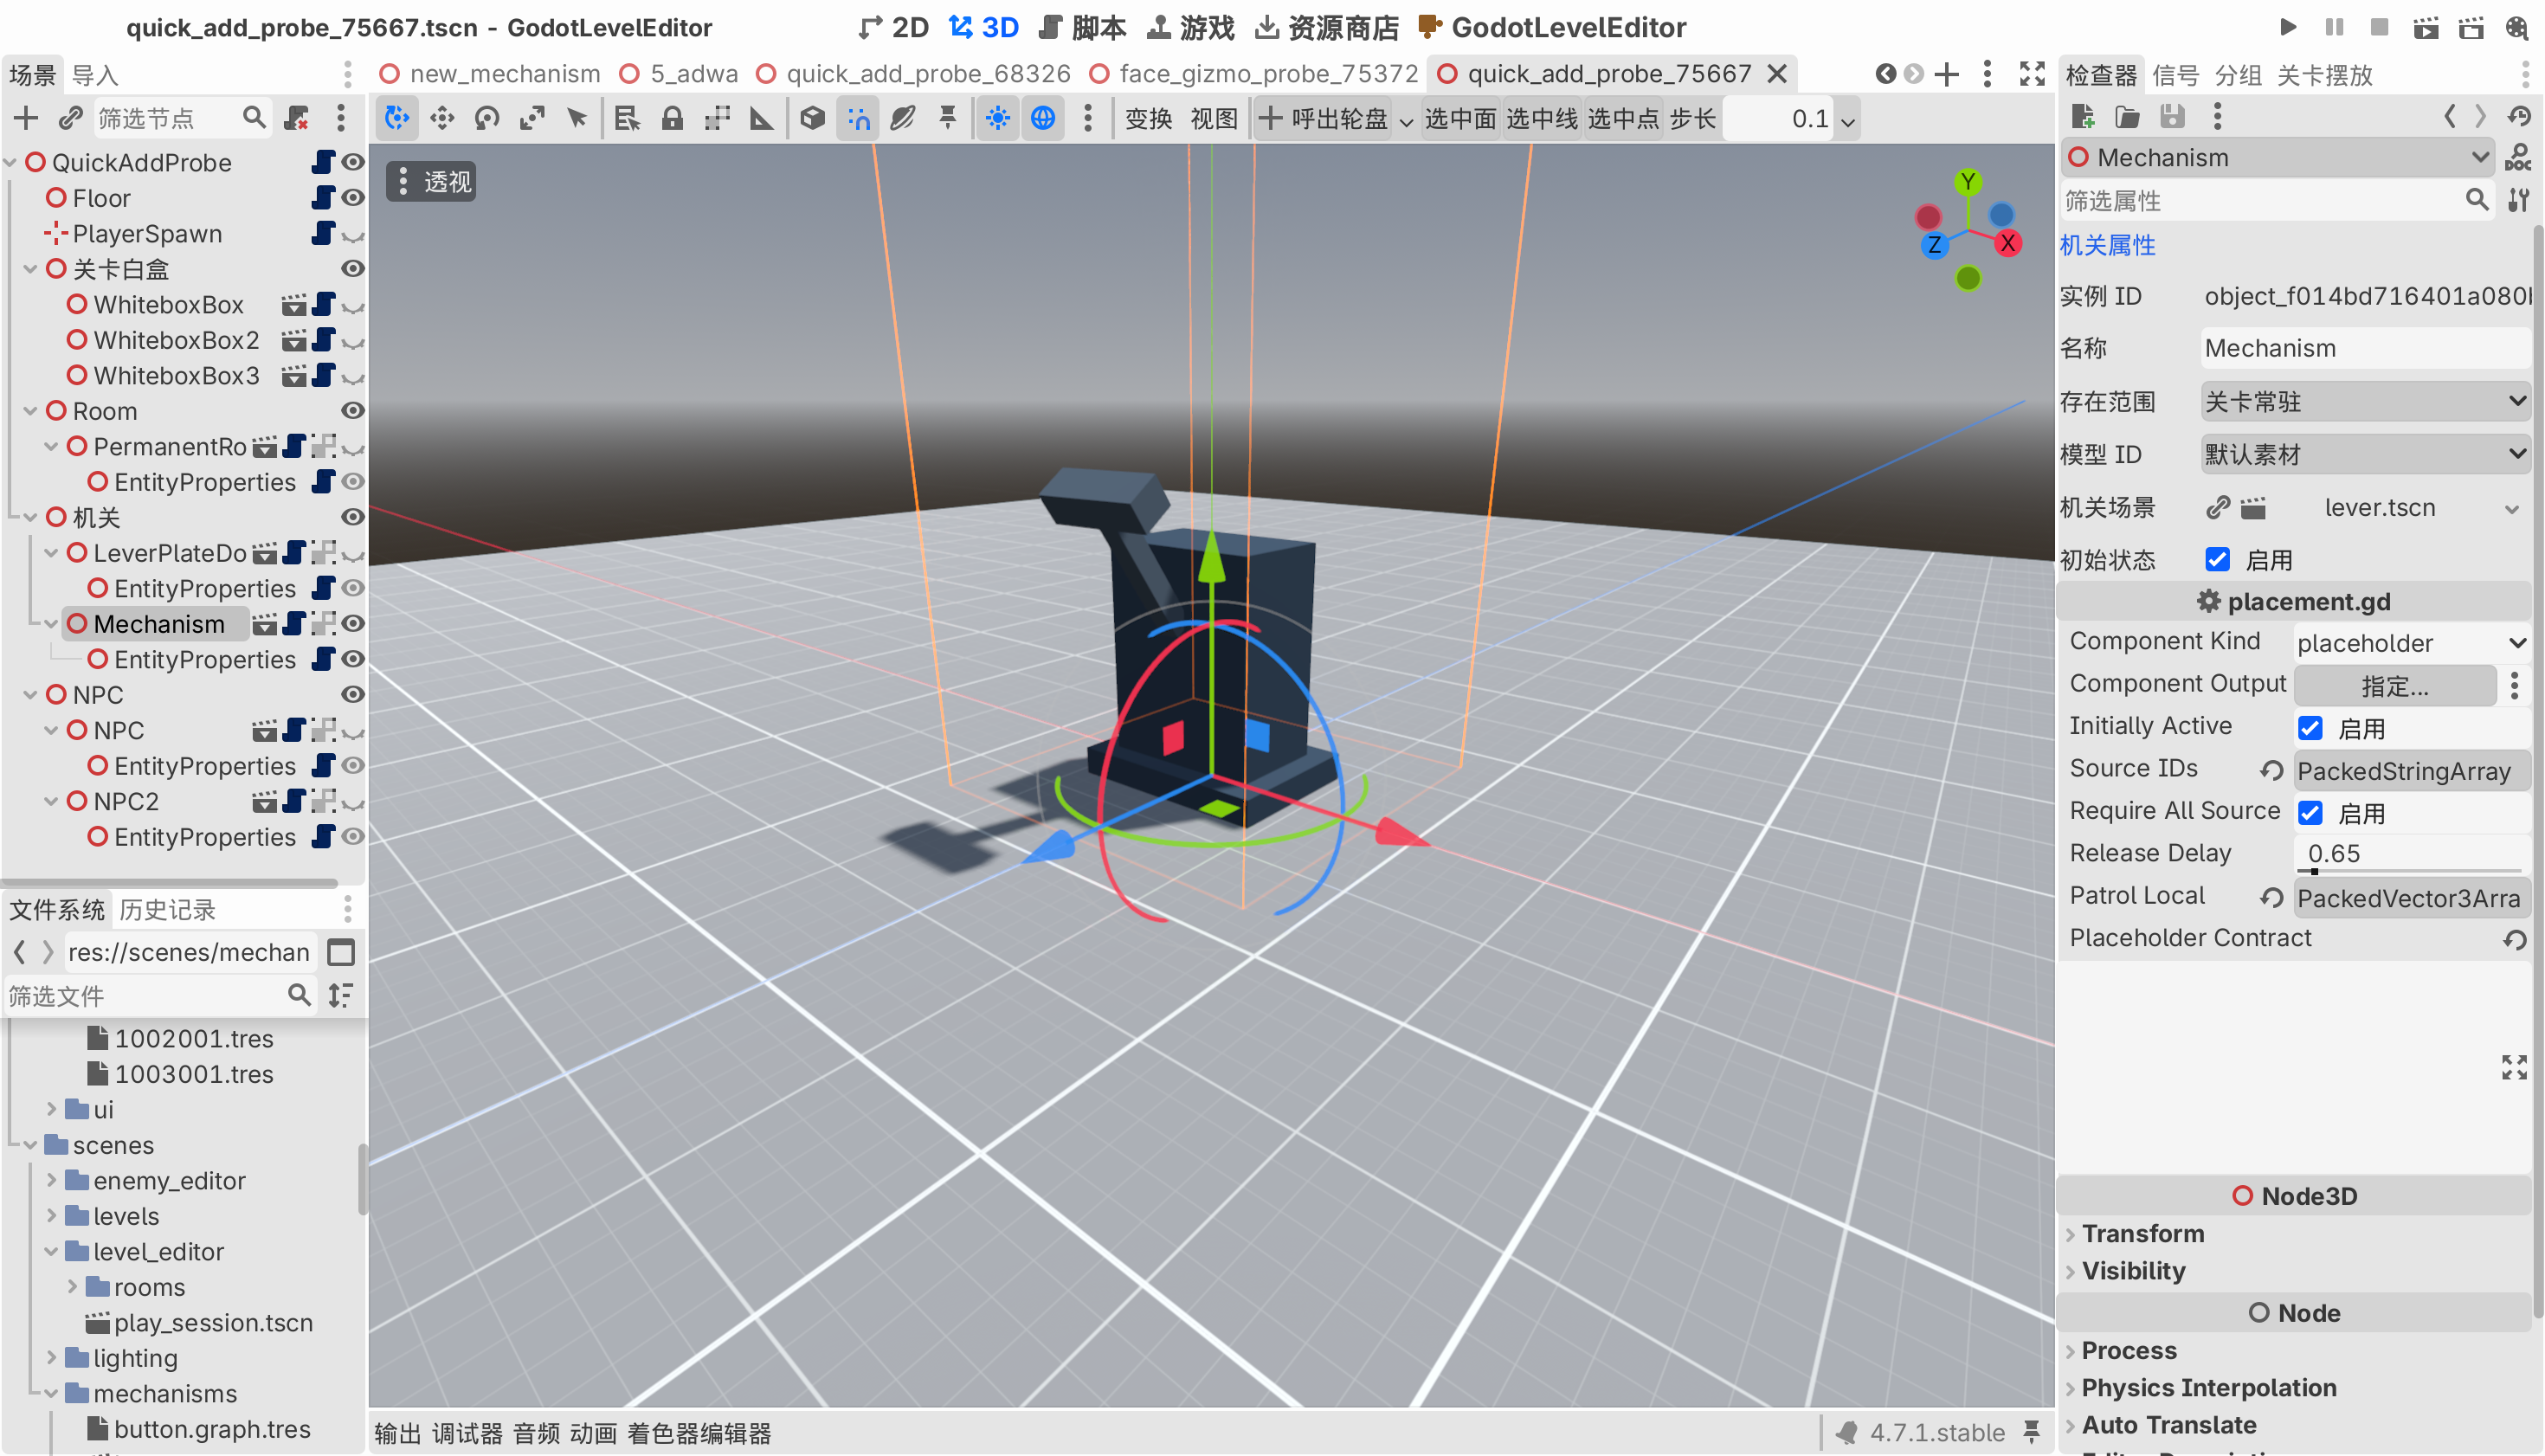 quick_add_probe_75667.tscn - GodotLevelEditor
2D 3D 脚本 游戏 资源商店 GodotLevelEditor
场景 导入
new_mechanism 5_adwa quick_add_probe_68326 face_gizmo_probe_75372 quick_add_probe_75667
筛选节点
变换 视图 呼出轮盘 选中面 选中线 选中点 步长 0.1
透视
Y
Z
X
QuickAddProbe
Floor
PlayerSpawn
关卡白盒
WhiteboxBox
WhiteboxBox2
WhiteboxBox3
Room
PermanentRo
EntityProperties
机关
LeverPlateDo
EntityProperties
Mechanism
EntityProperties
NPC
NPC
EntityProperties
NPC2
EntityProperties
文件系统 历史记录
res://scenes/mechan
筛选文件
1002001.tres
1003001.tres
ui
scenes
enemy_editor
levels
level_editor
rooms
play_session.tscn
lighting
mechanisms
button.graph.tres
输出 调试器 音频 动画 着色器编辑器
4.7.1.stable
检查器 信号 分组 关卡摆放
Mechanism
DOC
筛选属性
机关属性
实例 ID object_f014bd716401a080
名称 Mechanism
存在范围 关卡常驻
模型 ID 默认素材
机关场景 lever.tscn
初始状态 启用
placement.gd
Component Kind placeholder
Component Output 指定...
Initially Active 启用
Source IDs PackedStringArray
Require All Source 启用
Release Delay 0.65
Patrol Local PackedVector3Arra
Placeholder Contract
Node3D
Transform
Visibility
Node
Process
Physics Interpolation
Auto Translate